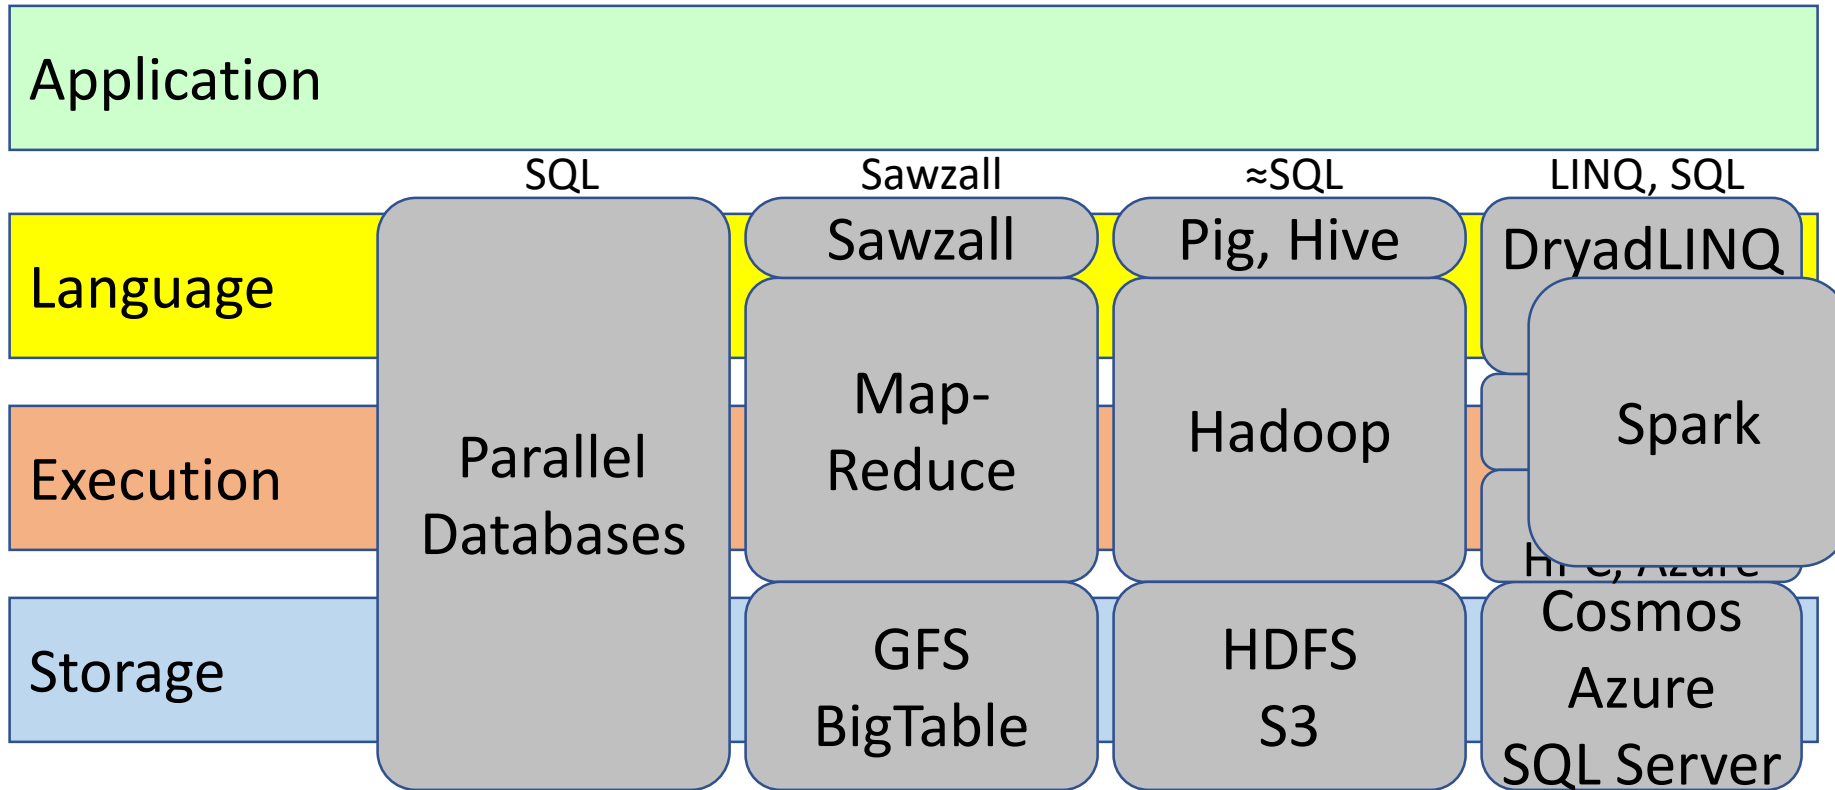 Application
SQL
Sawzall
≈SQL
LINQ, SQL
Language
Execution
Storage
Parallel
Databases
Sawzall
Map-
Reduce
GFS
BigTable
Pig, Hive
Hadoop
HDFS
S3
DryadLINQ
Spark
Azure
Cosmos
Azure
SQL Server